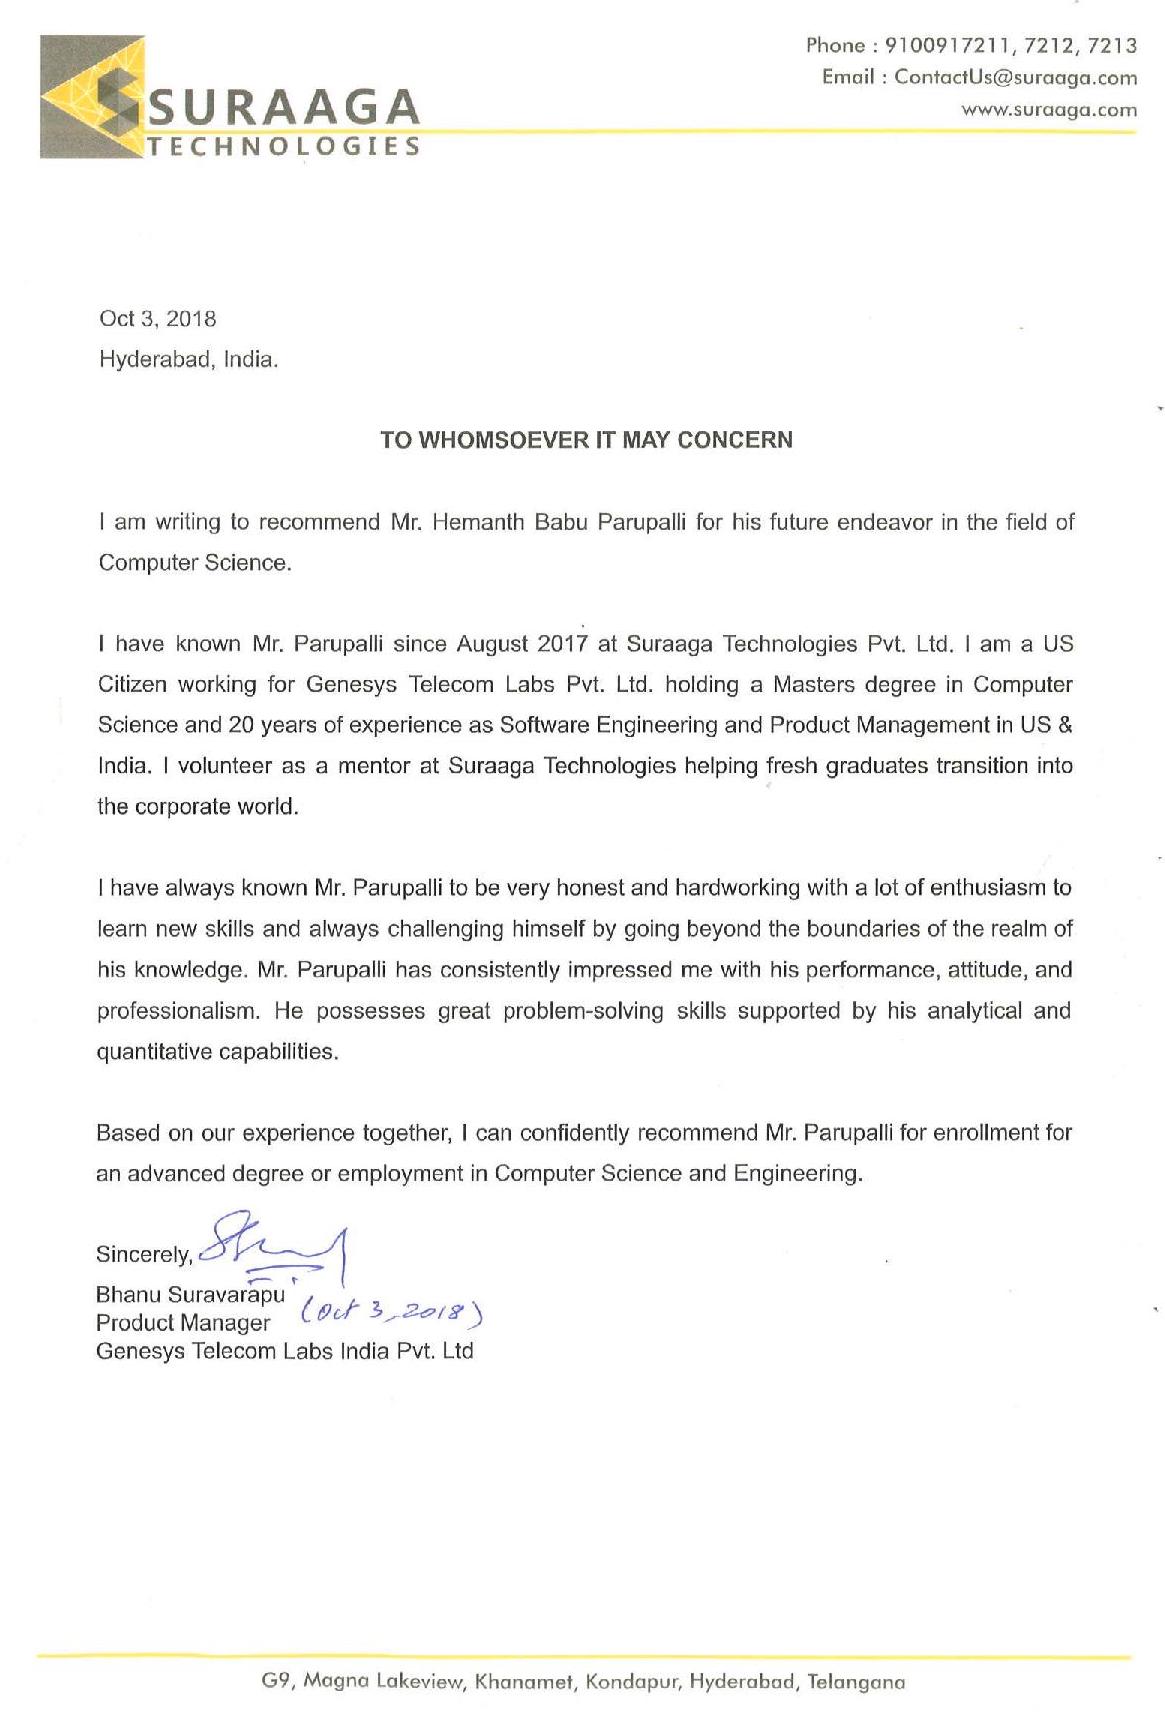 SURAAGA
TECHNOLOGIES
Phone : 9100917211, 7212, 7213
Email : ContactUs@suraaga.com
www.suraaga.com
Oct 3, 2018
Hyderabad, India.
TO WHOMSOEVER IT MAY CONCERN
I am writing to recommend Mr. Hemanth Babu Parupalli for his future endeavor in the field of
Computer Science.
I have known Mr. Parupalli since August 2017 at Suraaga Technologies Pvt. Ltd. I am a US
Citizen working for Genesys Telecom Labs Pvt. Ltd. holding a Masters degree in Computer
Science and 20 years of experience as Software Engineering and Product Management in US &
India. I volunteer as a mentor at Suraaga Technologies helping fresh graduates transition into
the corporate world.
I have always known Mr. Parupalli to be very honest and hardworking with a lot of enthusiasm to
learn new skills and always challenging himself by going beyond the boundaries of the realm of
his knowledge. Mr. Parupalli has consistently impressed me with his performance, attitude, and
professionalism. He possesses great problem-solving skills supported by his analytical and
quantitative capabilities.
Based on our experience together, I can confidently recommend Mr. Parupalli for enrollment for
an advanced degree or employment in Computer Science and Engineering.
Sincerely,
Bhanu Suravarapu
(Oct 3, 2018)
Product Manager
Genesys Telecom Labs India Pvt. Ltd
G9, Magna Lakeview, Khanamet, Kondapur, Hyderabad, Telangana